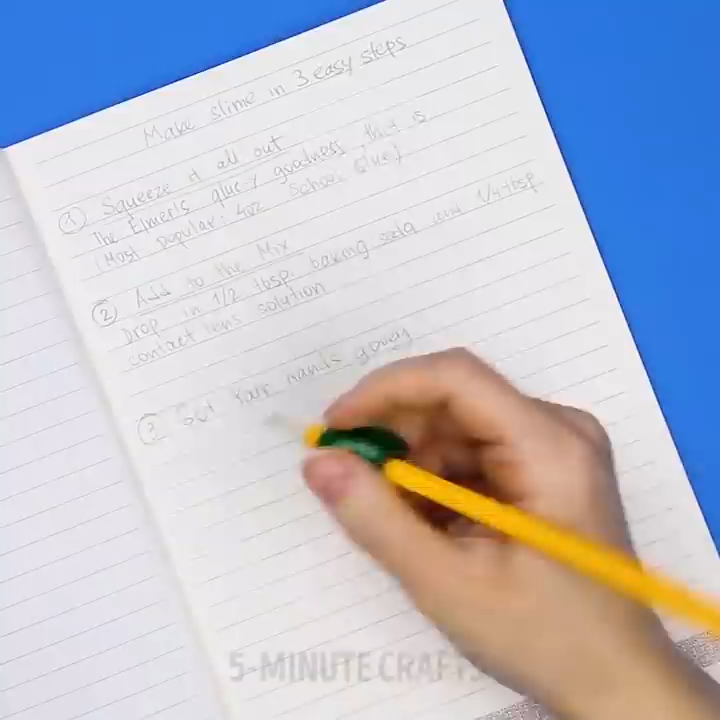 Make slime in 3 easy steps
① Squeeze it all out
The Elmer's glue-y goodness, that is
(Most popular: 4oz School Glue)
② Add to the Mix
Drop in 1/2 tbsp. baking soda and 1/4 tbsp
contact lens solution
③ Get your hands gooey
5-MINUTE CRAFTS